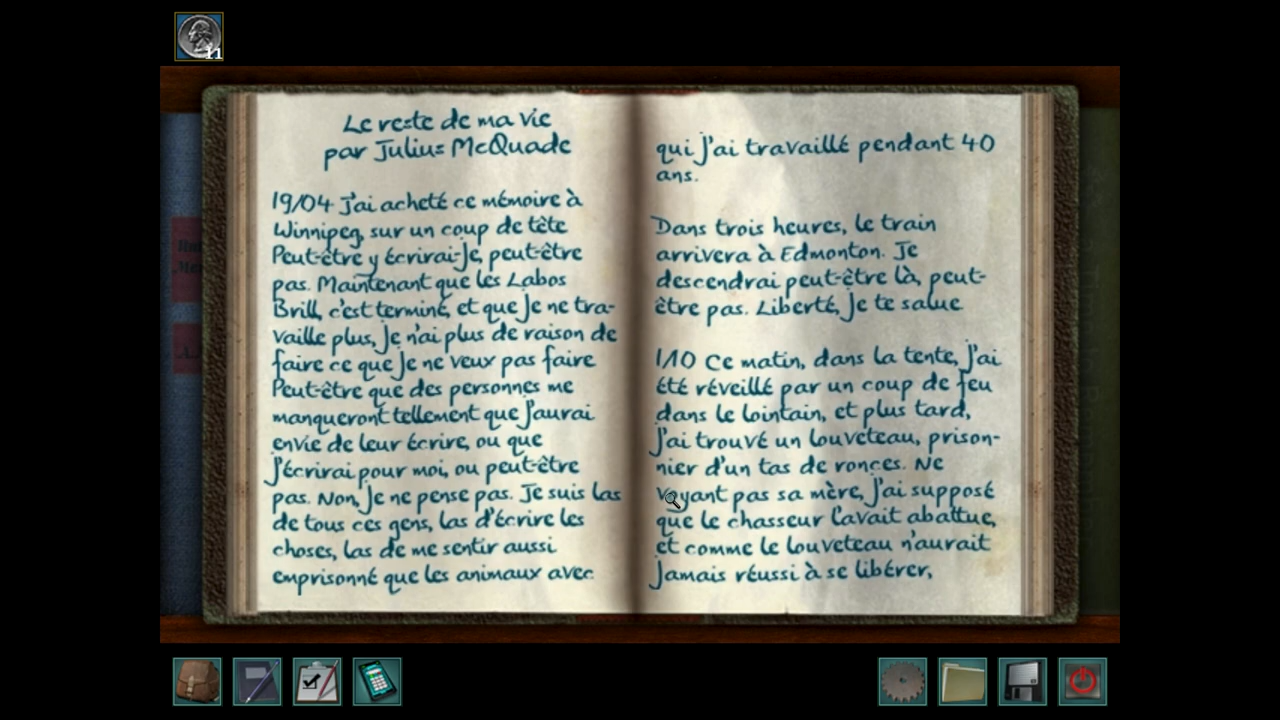 11
Le reste de ma vie
par Julius McQuade
19/04 J'ai acheté ce mémoire à
Winnipeg, sur un coup de tête
Peut-être y écrirai-je, peut-être
pas. Maintenant que les Labos
Brill, c'est terminé, et que je ne tra-
vaille plus, je n'ai plus de raison de
faire ce que je ne veux pas faire
Peut-être que des personnes me
manqueront tellement que j'aurai
envie de leur écrire, ou que
j'écrirai pour moi, ou peut-être
pas. Non, je ne pense pas. Je suis las
de tous ces gens, las d'écrire les
choses, las de me sentir aussi
emprisonné que les animaux avec
qui j'ai travaillé pendant 40
ans.
Dans trois heures, le train
arrivera à Edmonton. Je
descendrai peut-être là, peut-
être pas. Liberté, je te salue
1/10 Ce matin, dans la tente, j'ai
été réveillé par un coup de feu
dans le lointain, et plus tard,
j'ai trouvé un louveteau, prison-
nier d'un tas de ronces. Ne
voyant pas sa mère, j'ai supposé
que le chasseur l'avait abattue,
et comme le louveteau n'aurait
jamais réussi à se libérer,